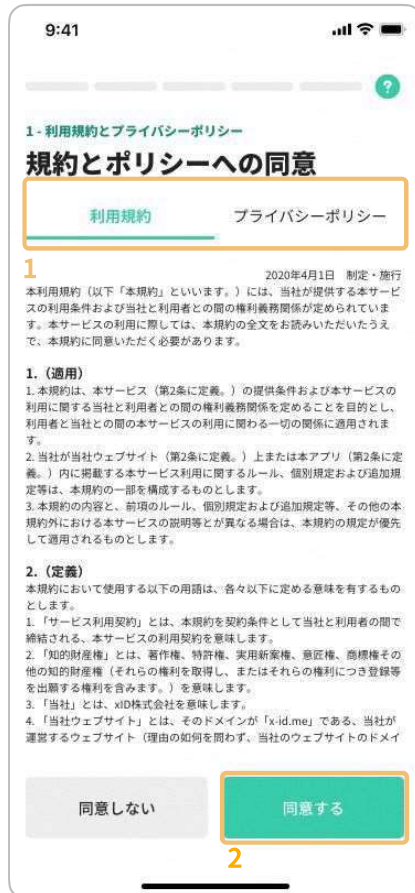 9:41
?
1 - 利用規約とプライバシーポリシー
規約とポリシーへの同意
利用規約 プライバシーポリシー
1
2020年4月1日 制定・施行
本利用規約（以下「本規約」といいます。）には、当社が提供する本サービ
スの利用条件および当社と利用者との間の権利義務関係が定められていま
す。本サービスの利用に際しては、本規約の全文をお読みいただいたうえ
で、本規約に同意いただく必要があります。
1.（適用）
1. 本規約は、本サービス（第2条に定義。）の提供条件および本サービスの
利用に関する当社と利用者との間の権利義務関係を定めることを目的とし、
利用者と当社との間の本サービスの利用に関わる一切の関係に適用されま
す。
2. 当社が当社ウェブサイト（第2条に定義。）上または本アプリ（第2条に定
義。）内に掲載する本サービス利用に関するルール、個別規定および追加規
定等は、本規約の一部を構成するものとします。
3. 本規約の内容と、前項のルール、個別規定および追加規定等、その他の本
規約外における本サービスの説明等とが異なる場合は、本規約の規定が優先
して適用されるものとします。
2.（定義）
本規約において使用する以下の用語は、各々以下に定める意味を有するもの
とします。
1. 「サービス利用契約」とは、本規約を契約条件として当社と利用者の間で
締結される、本サービスの利用契約を意味します。
2. 「知的財産権」とは、著作権、特許権、実用新案権、意匠権、商標権その
他の知的財産権（それらの権利を取得し、またはそれらの権利につき登録等
を出願する権利を含みます。）を意味します。
3. 「当社」とは、xID株式会社を意味します。
4. 「当社ウェブサイト」とは、そのドメインが「x-id.me」である、当社が
運営するウェブサイト（理由の如何を問わず、当社のウェブサイトのドメイ
同意しない 同意する
2